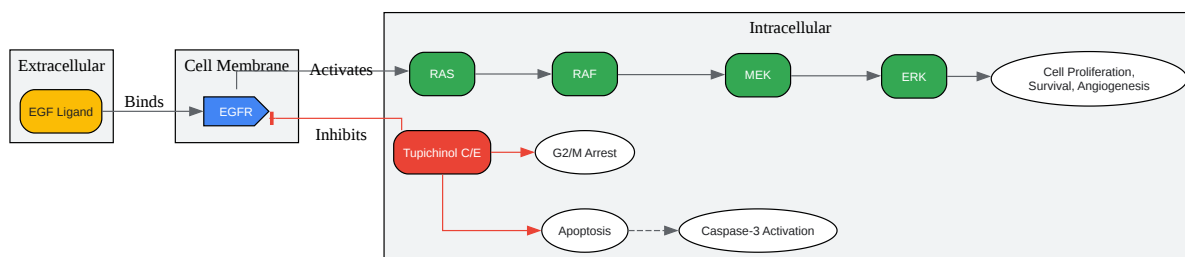 Intracellular
Extracellular
Cell Membrane
Activates
RAS
RAF
MEK
ERK
Cell Proliferation,
Survival, Angiogenesis
EGF Ligand
Binds
EGFR
Inhibits
Tupichinol C/E
G2/M Arrest
Apoptosis
Caspase-3 Activation